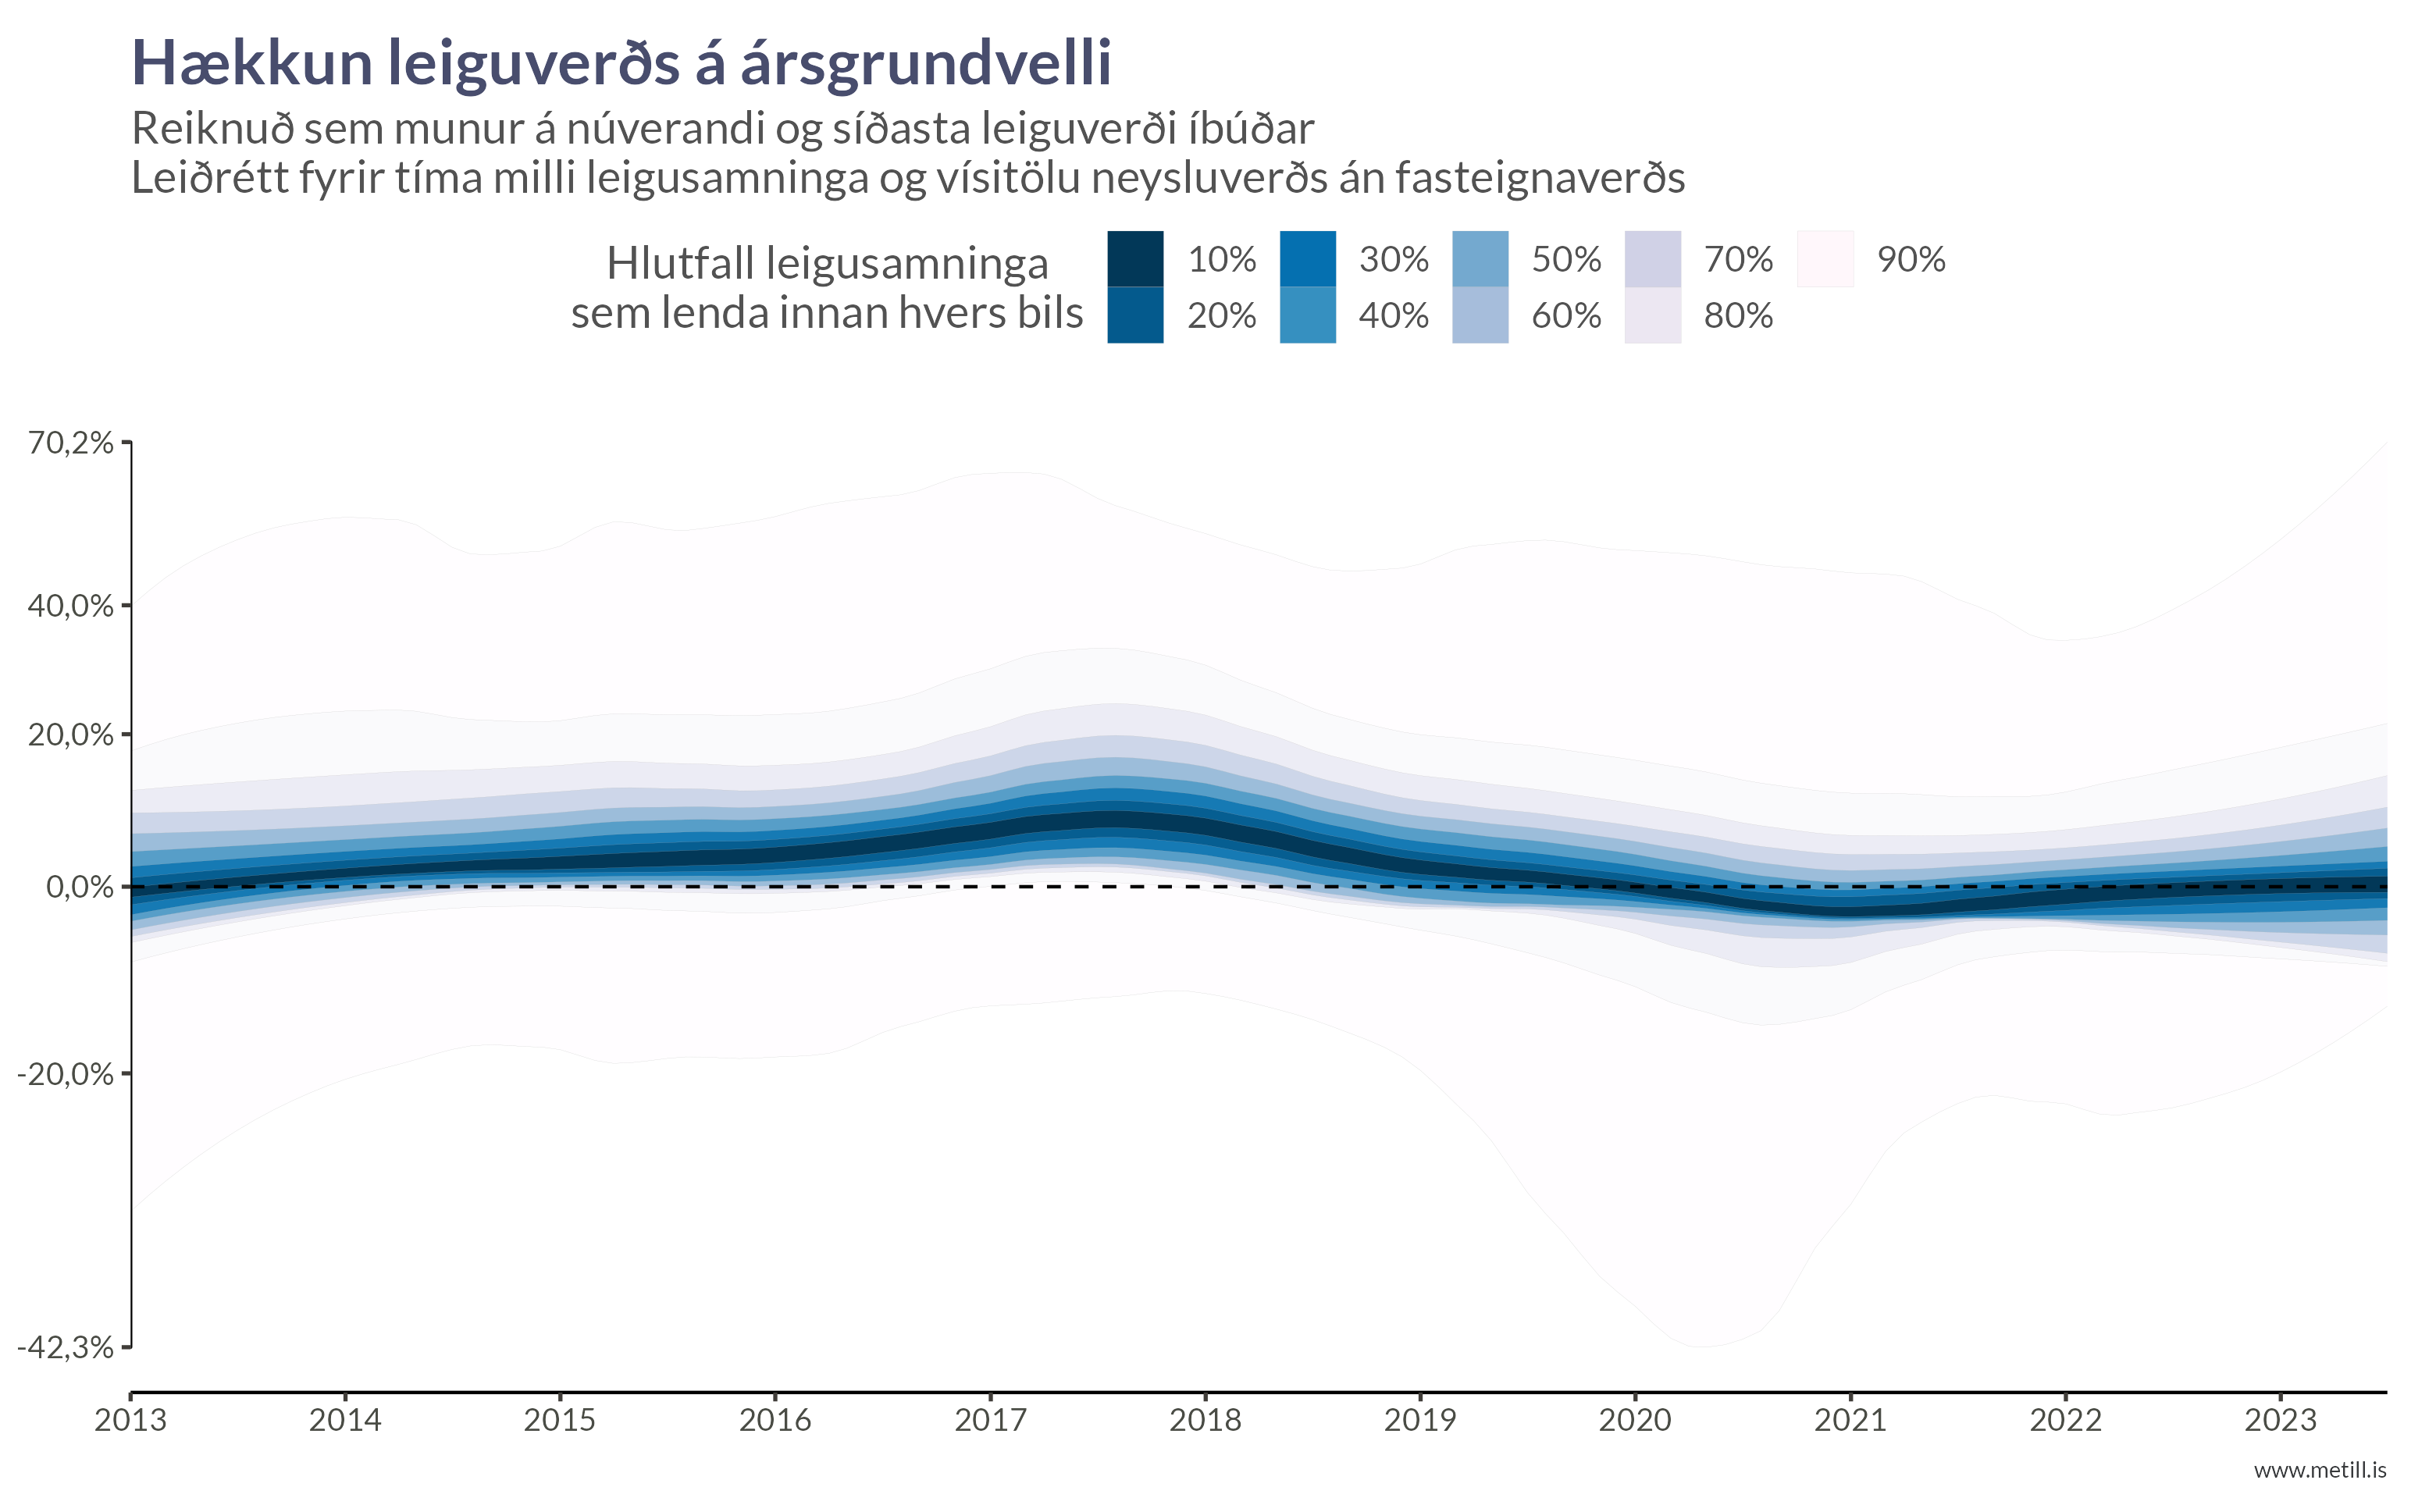 Hækkun leiguverðs á ársgrundvelli
Reiknuð sem munur á núverandi og síðasta leiguverði íbúðar
Leiðrétt fyrir tíma milli leigusamninga og vísitölu neysluverðs án fasteignaverðs
Hlutfall leigusamninga
sem lenda innan hvers bils
10% 30% 50% 70% 90%
20% 40% 60% 80%
70,2%
40,0%
20,0%
0,0%
-20,0%
-42,3%
2013 2014 2015 2016 2017 2018 2019 2020 2021 2022 2023
www.metill.is